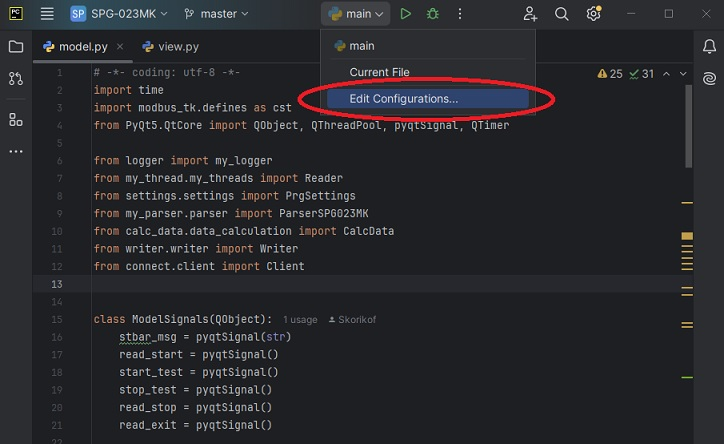 PC
SP SPG-023MK master main
model.py view.py
main
Current File
Edit Configurations...
25 31
1 # -*- coding: utf-8 -*-
2 import time
3 import modbus_tk.defines as cst
4 from PyQt5.QtCore import QObject, QThreadPool, pyqtSignal, QTimer
5
6 from logger import my_logger
7 from my_thread.my_threads import Reader
8 from settings.settings import PrgSettings
9 from my_parser.parser import ParserSPG023MK
10 from calc_data.data_calculation import CalcData
11 from writer.writer import Writer
12 from connect.client import Client
13
14
15 class ModelSignals(QObject): 1 usage Skorikof
16 stbar_msg = pyqtSignal(str)
17 read_start = pyqtSignal()
18 start_test = pyqtSignal()
19 stop_test = pyqtSignal()
20 read_stop = pyqtSignal()
21 read_exit = pyqtSignal()
22